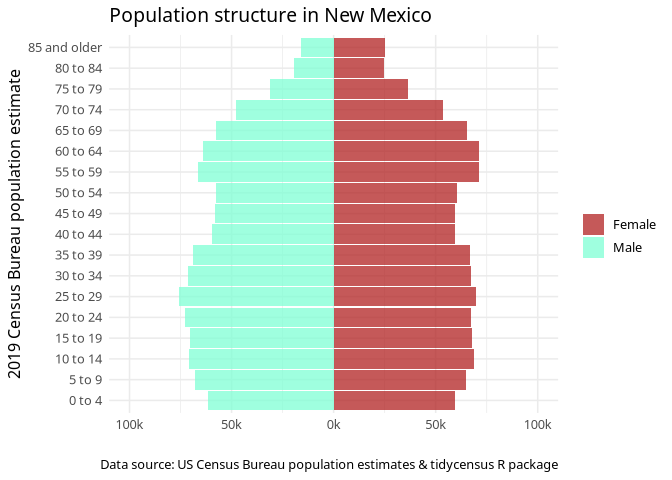 Population structure in New Mexico
2019 Census Bureau population estimate
85 and older
80 to 84
75 to 79
70 to 74
65 to 69
60 to 64
55 to 59
50 to 54
45 to 49
40 to 44
35 to 39
30 to 34
25 to 29
20 to 24
15 to 19
10 to 14
5 to 9
0 to 4
100k 50k 0k 50k 100k
Female
Male
Data source: US Census Bureau population estimates & tidycensus R package